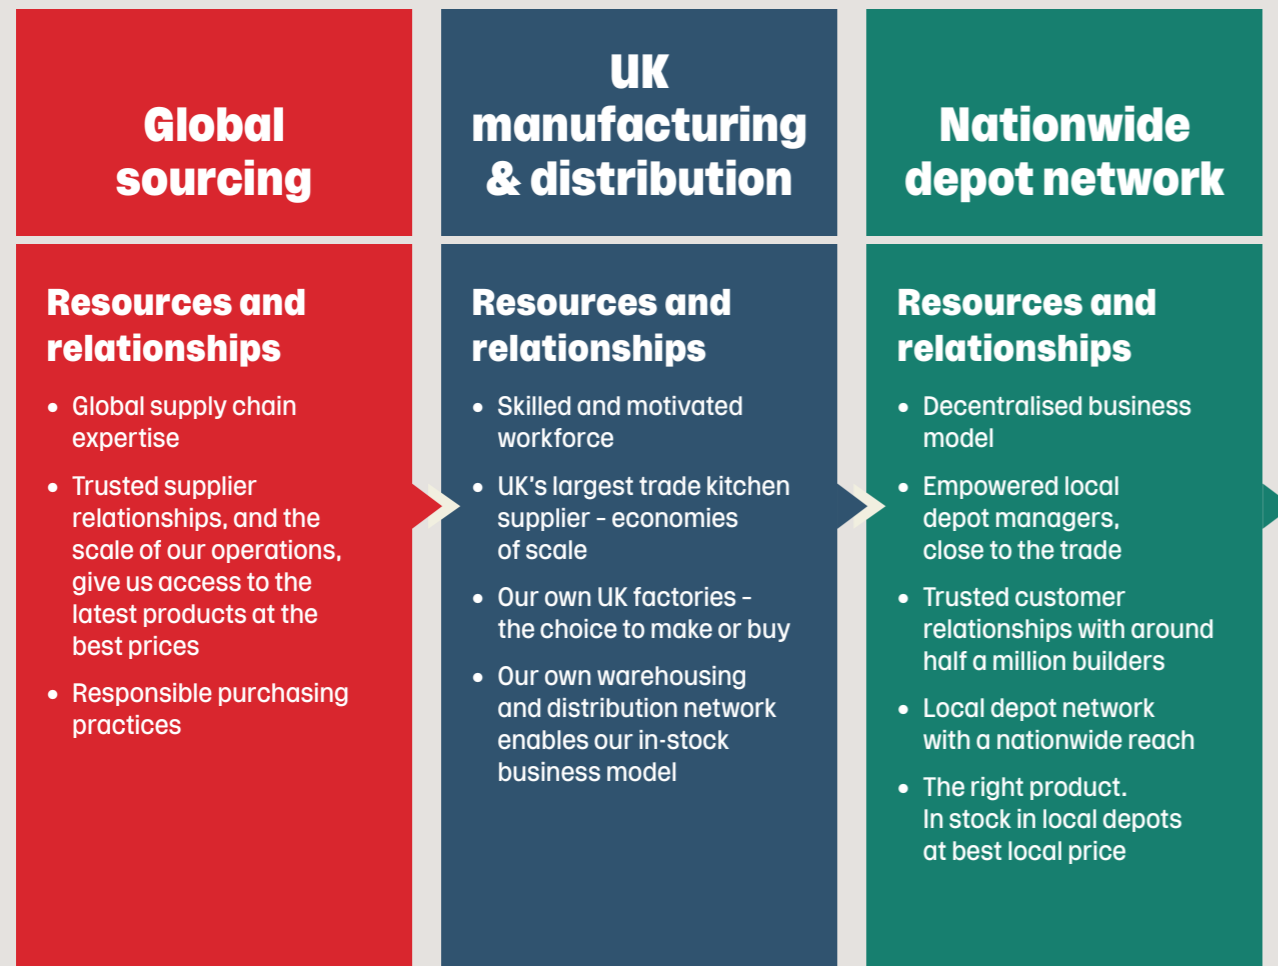 Global
sourcing
Resources and
relationships
• Global supply chain
expertise
• Trusted supplier
relationships, and the
scale of our operations,
give us access to the
latest products at the
best prices
• Responsible purchasing
practices
UK
manufacturing
& distribution
Resources and
relationships
• Skilled and motivated
workforce
• UK's largest trade kitchen
supplier – economies
of scale
• Our own UK factories –
the choice to make or buy
• Our own warehousing
and distribution network
enables our in-stock
business model
Nationwide
depot network
Resources and
relationships
• Decentralised business
model
• Empowered local
depot managers,
close to the trade
• Trusted customer
relationships with around
half a million builders
• Local depot network
with a nationwide reach
• The right product.
In stock in local depots
at best local price